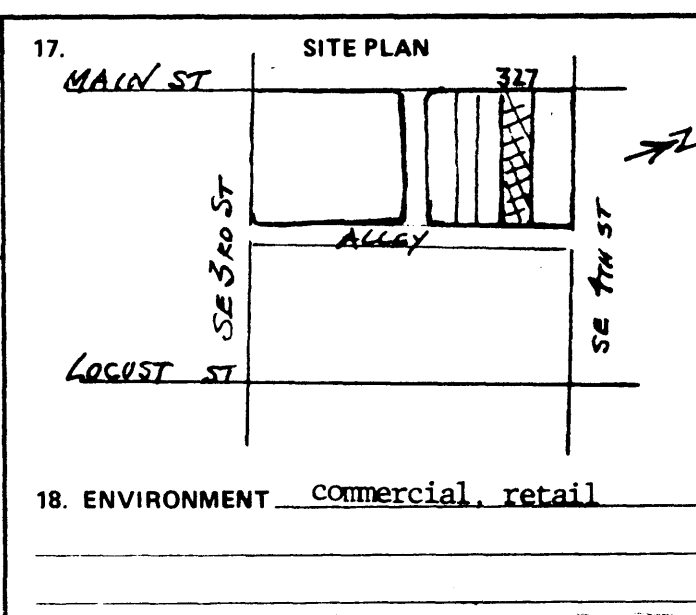 17. SITE PLAN
327
MAIN ST
N
SE 3RD ST
SE 4TH ST
ALLEY
LOCUST ST
18. ENVIRONMENT commercial, retail